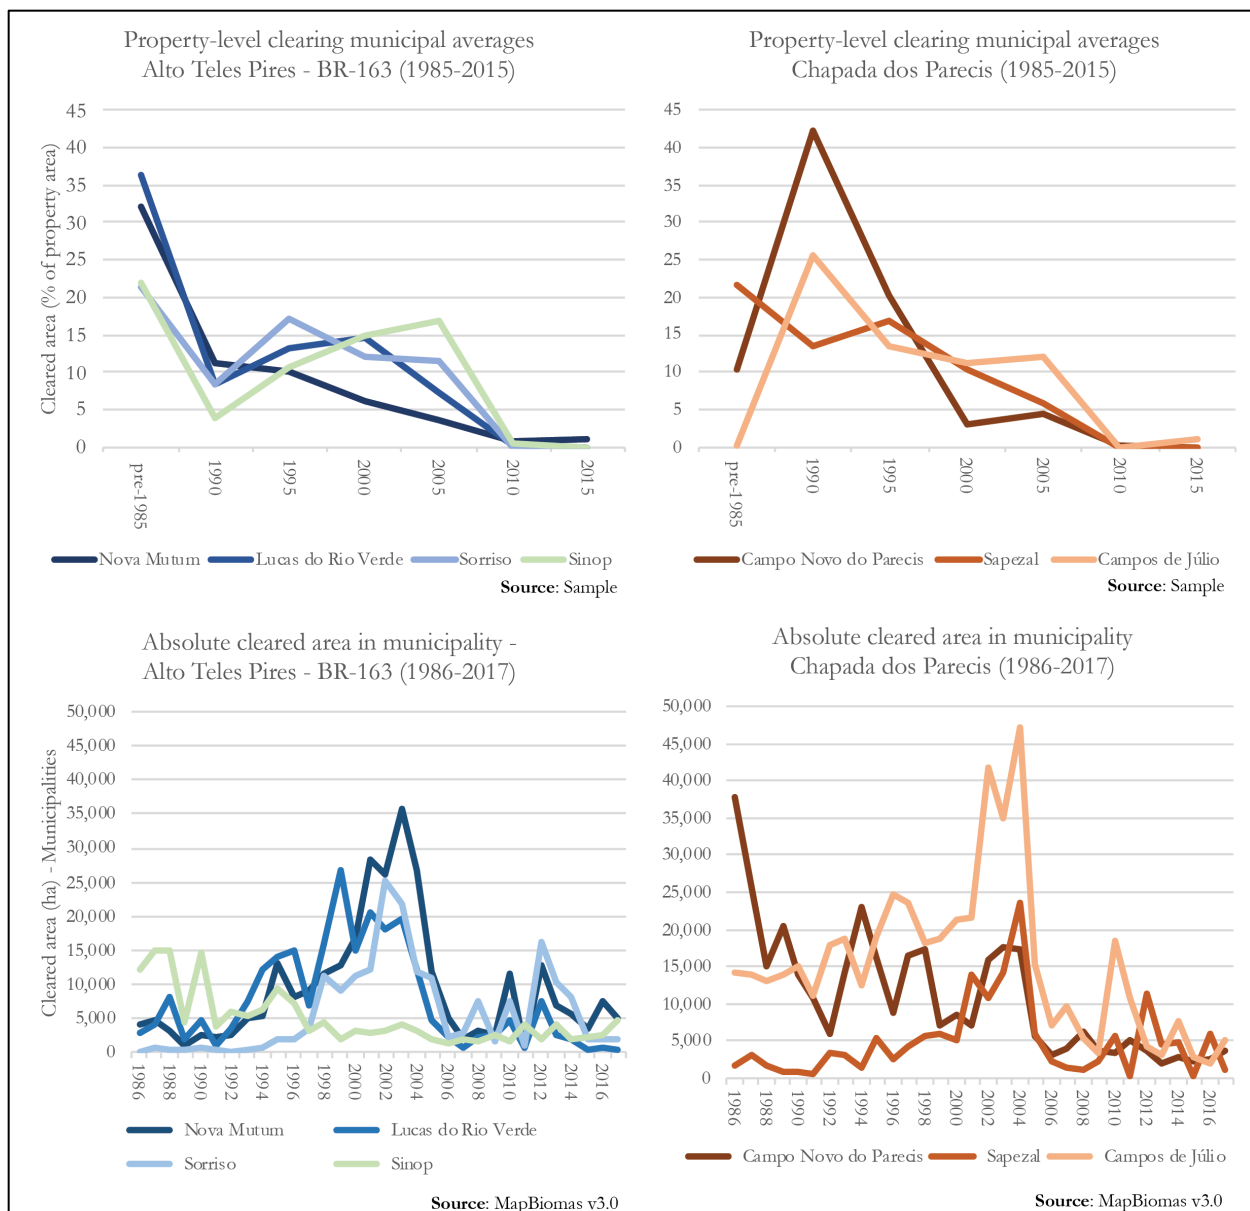 Property-level clearing municipal averages
Alto Teles Pires - BR-163 (1985-2015)
Cleared area (% of property area)
45
40
35
30
25
20
15
10
5
0
pre-1985
1990
1995
2000
2005
2010
2015
Nova Mutum
Lucas do Rio Verde
Sorriso
Sinop
Source: Sample
Property-level clearing municipal averages
Chapada dos Parecis (1985-2015)
45
40
35
30
25
20
15
10
5
0
pre-1985
1990
1995
2000
2005
2010
2015
Campo Novo do Parecis
Sapezal
Campos de Júlio
Source: Sample
Absolute cleared area in municipality -
Alto Teles Pires - BR-163 (1986-2017)
Cleared area (ha) - Municipalities
50,000
45,000
40,000
35,000
30,000
25,000
20,000
15,000
10,000
5,000
0
1986
1988
1990
1992
1994
1996
1998
2000
2002
2004
2006
2008
2010
2012
2014
2016
Nova Mutum
Lucas do Rio Verde
Sorriso
Sinop
Source: MapBiomas v3.0
Absolute cleared area in municipality
Chapada dos Parecis (1986-2017)
50,000
45,000
40,000
35,000
30,000
25,000
20,000
15,000
10,000
5,000
0
1986
1988
1990
1992
1994
1996
1998
2000
2002
2004
2006
2008
2010
2012
2014
2016
Campo Novo do Parecis
Sapezal
Campos de Júlio
Source: MapBiomas v3.0